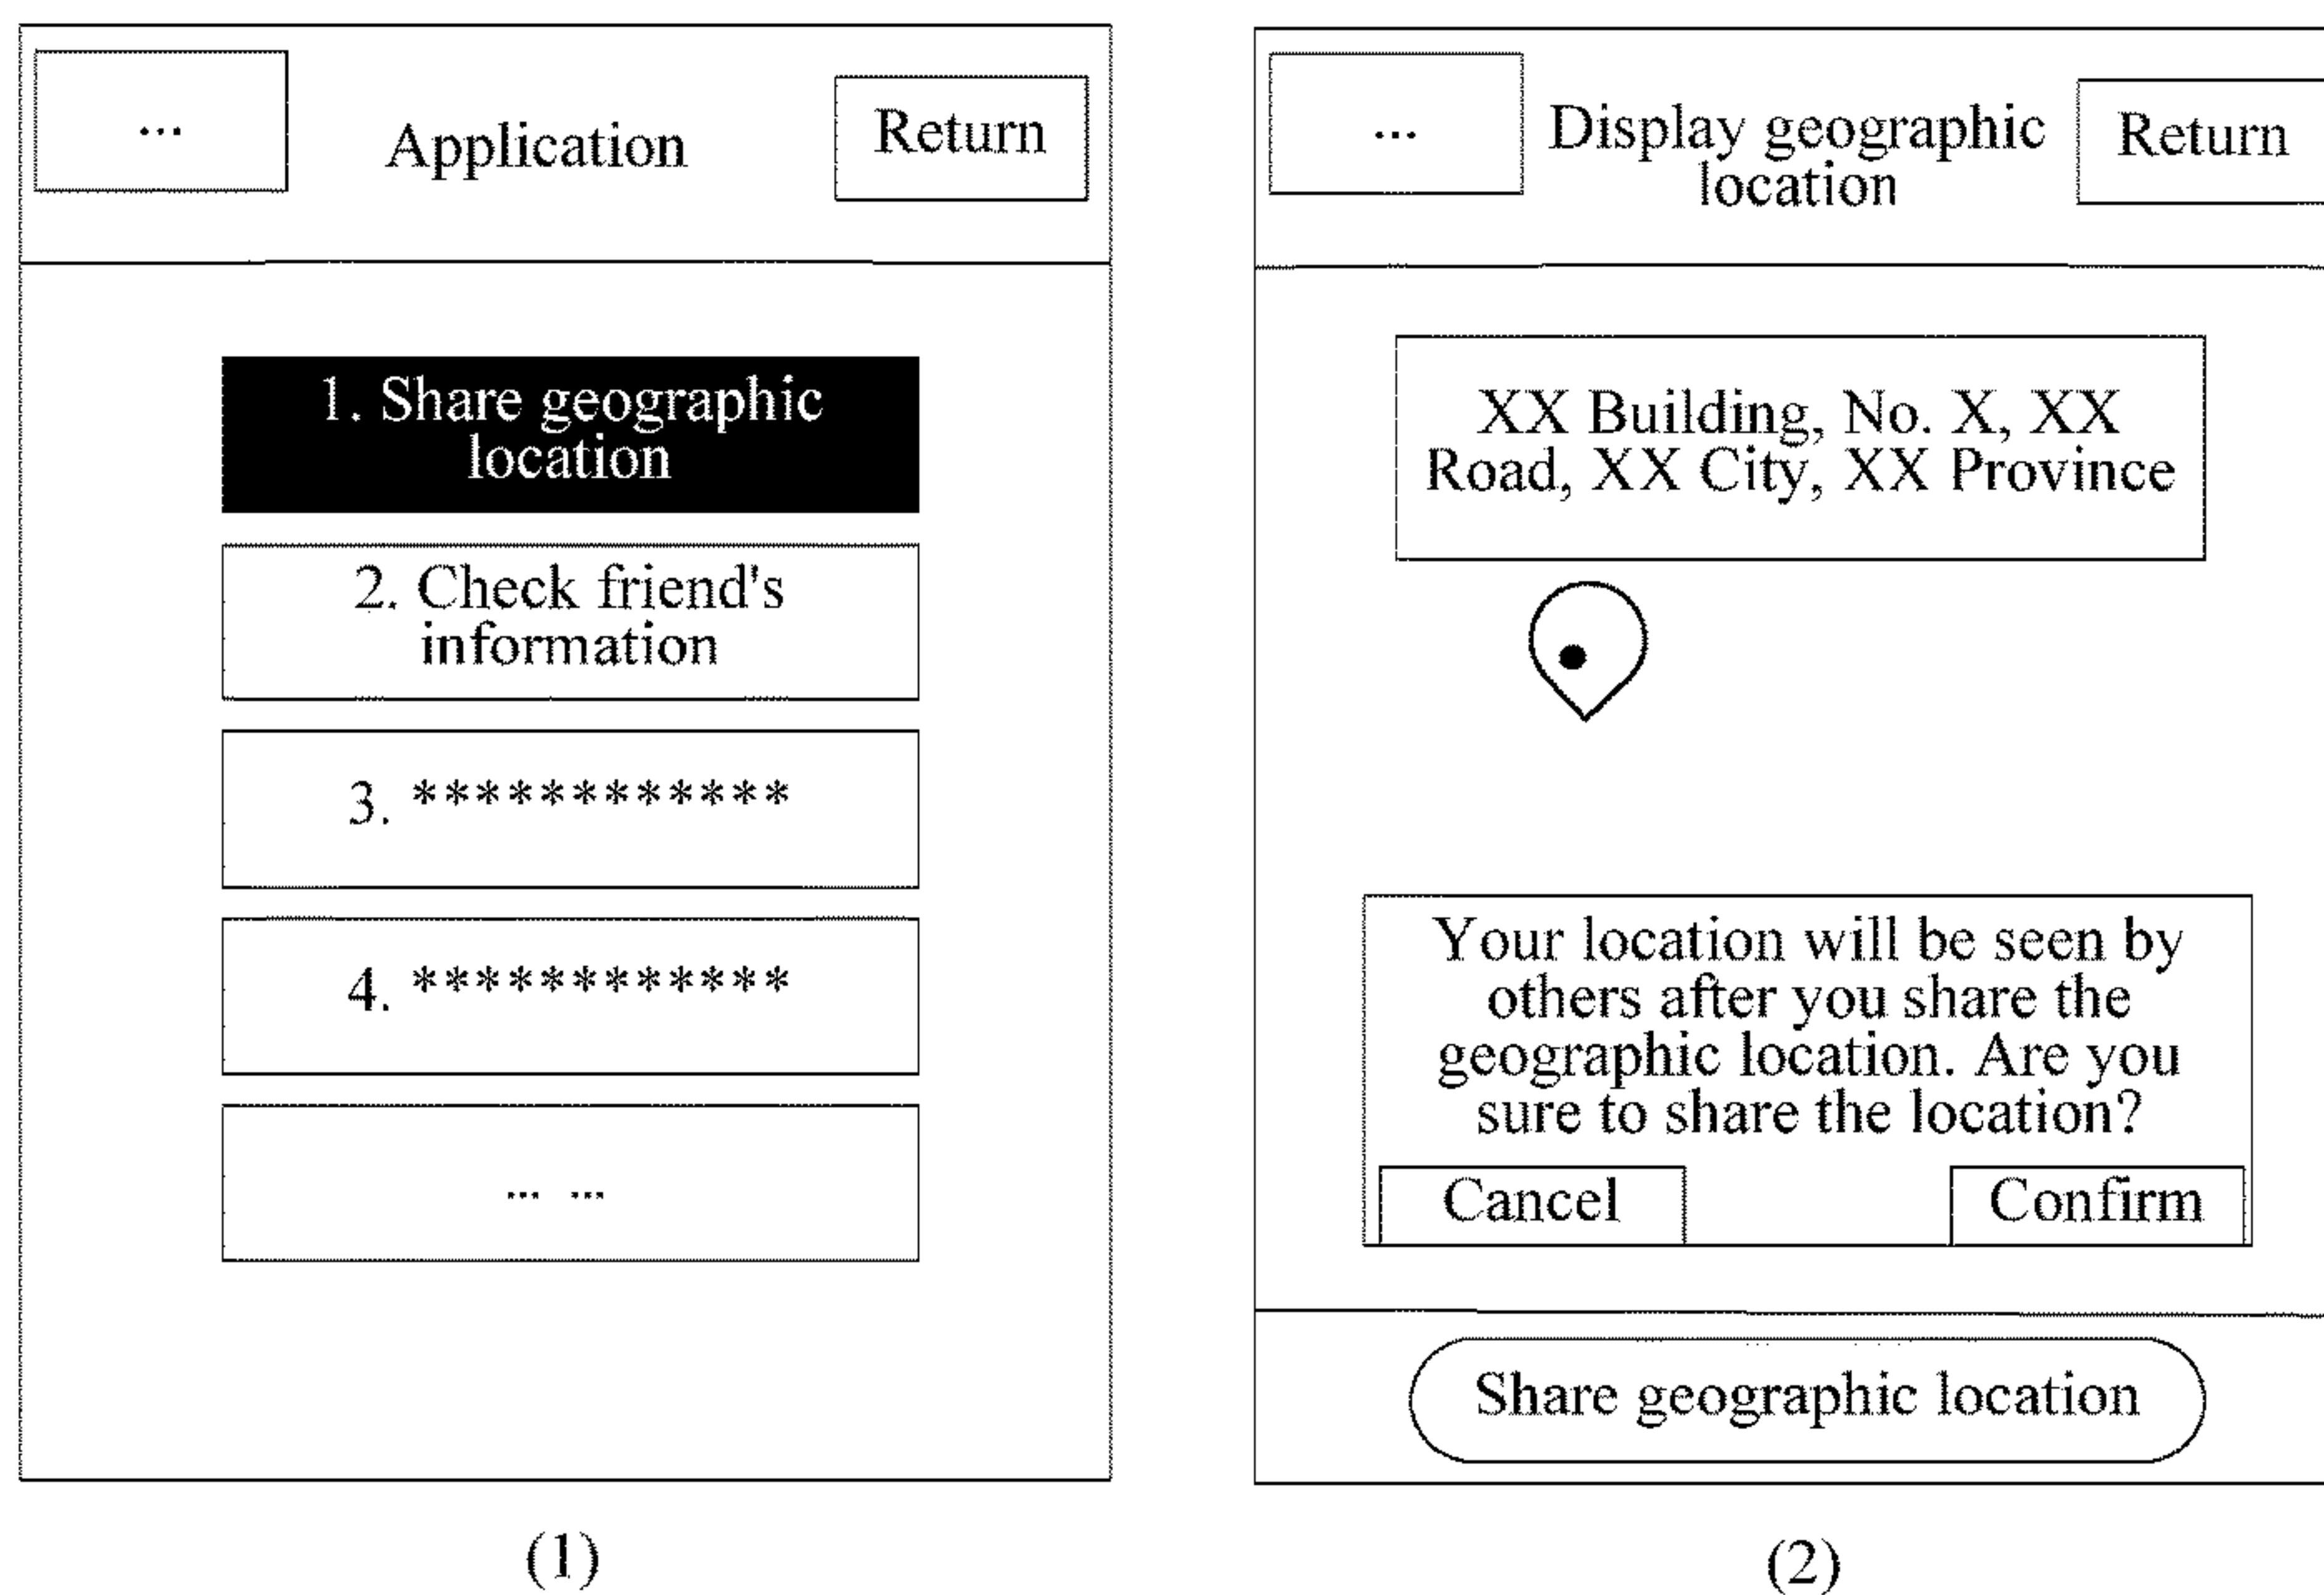 ...
Application
Return
1. Share geographic
location
2. Check friend's
information
3. ************
4. ************
... ...
(1)
...
Display geographic
location
Return
XX Building, No. X, XX
Road, XX City, XX Province
Your location will be seen by
others after you share the
geographic location. Are you
sure to share the location?
Cancel
Confirm
Share geographic location
(2)